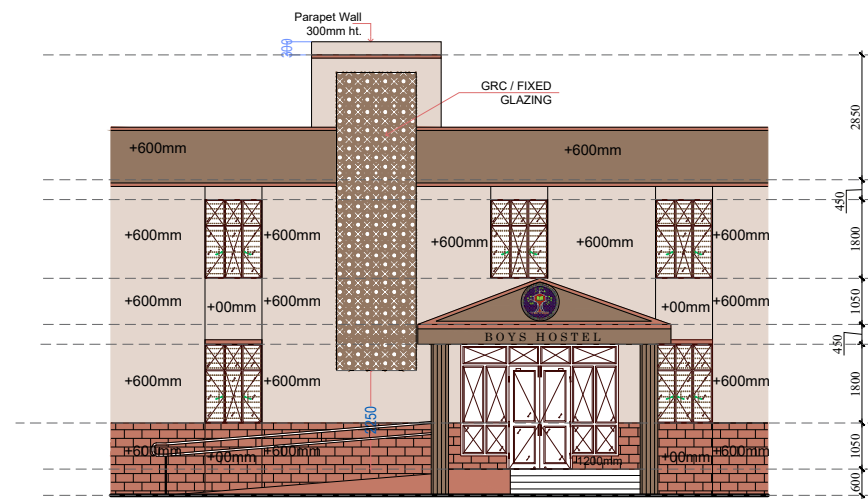 Parapet Wall
300mm ht.
300
GRC / FIXED
GLAZING
2850
+600mm
+600mm
450
+600mm
+600mm
+600mm
+600mm
+600mm
1800
+600mm
+00mm
+600mm
+00mm
+600mm
1050
BOYS HOSTEL
450
+600mm
+600mm
+600mm
1800
2250
+600mm
+00mm
+600mm
1200mm
+00mm
+600mm
1050
600